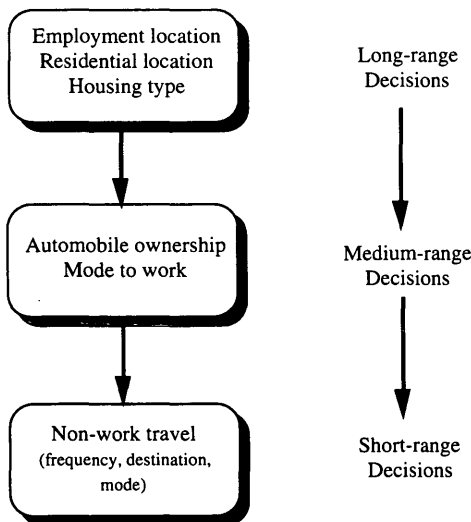 Employment location
Residential location
Housing type
Long-range
Decisions
Automobile ownership
Mode to work
Medium-range
Decisions
Non-work travel
(frequency, destination,
mode)
Short-range
Decisions